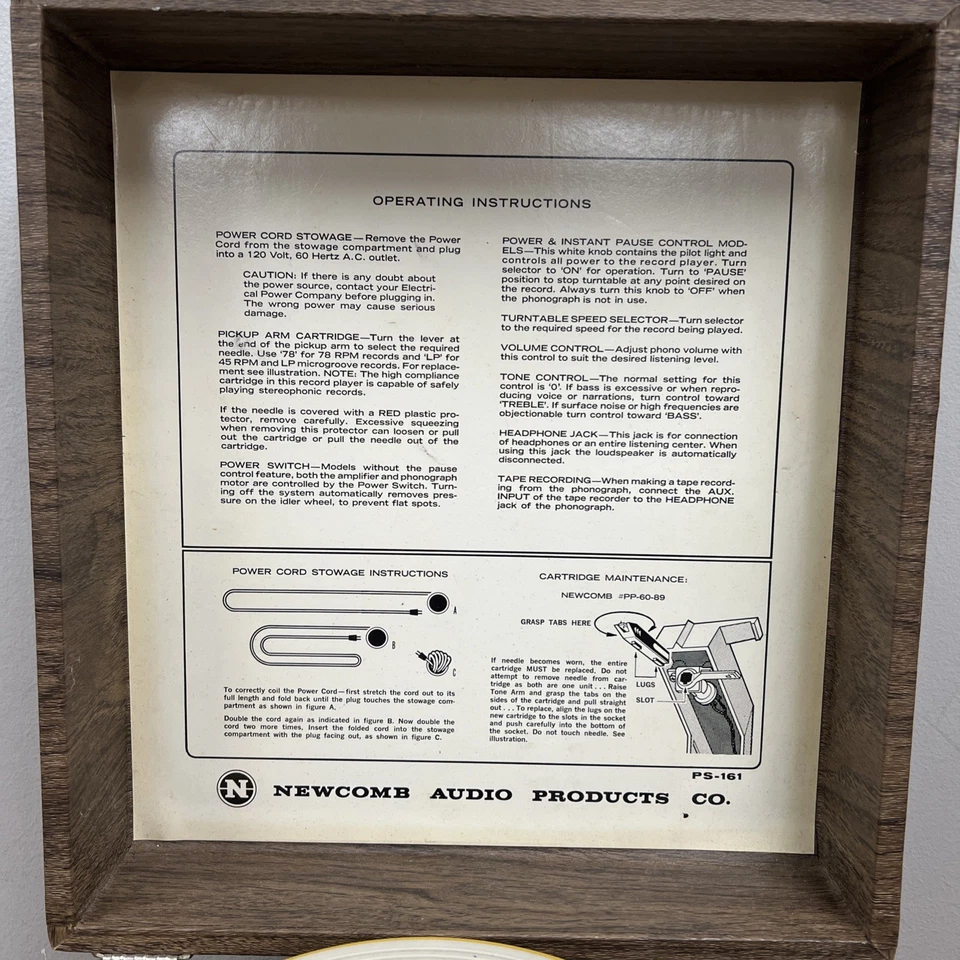 OPERATING INSTRUCTIONS
POWER CORD STOWAGE—Remove the Power
Cord from the stowage compartment and plug
into a 120 Volt, 60 Hertz A.C. outlet.
CAUTION: If there is any doubt about
the power source, contact your Electri-
cal Power Company before plugging in.
The wrong power may cause serious
damage.
PICKUP ARM CARTRIDGE—Turn the lever at
the end of the pickup arm to select the required
needle. Use '78' for 78 RPM records and 'LP' for
45 RPM and LP microgroove records. For replace-
ment see illustration. NOTE: The high compliance
cartridge in this record player is capable of safely
playing stereophonic records.
If the needle is covered with a RED plastic pro-
tector, remove carefully. Excessive squeezing
when removing this protector can loosen or pull
out the cartridge or pull the needle out of the
cartridge.
POWER SWITCH—Models without the pause
control feature, both the amplifier and phonograph
motor are controlled by the Power Switch. Turn-
ing off the system automatically removes pres-
sure on the idler wheel, to prevent flat spots.
POWER & INSTANT PAUSE CONTROL MOD-
ELS—This white knob contains the pilot light and
controls all power to the record player. Turn
selector to 'ON' for operation. Turn to 'PAUSE'
position to stop turntable at any point desired on
the record. Always turn this knob to 'OFF' when
the phonograph is not in use.
TURNTABLE SPEED SELECTOR—Turn selector
to the required speed for the record being played.
VOLUME CONTROL—Adjust phono volume with
this control to suit the desired listening level.
TONE CONTROL—The normal setting for this
control is '0'. If bass is excessive or when repro-
ducing voice or narrations, turn control toward
'TREBLE'. If surface noise or high frequencies are
objectionable turn control toward 'BASS'.
HEADPHONE JACK—This jack is for connection
of headphones or an entire listening center. When
using this jack the loudspeaker is automatically
disconnected.
TAPE RECORDING—When making a tape record-
ing from the phonograph, connect the AUX.
INPUT of the tape recorder to the HEADPHONE
jack of the phonograph.
POWER CORD STOWAGE INSTRUCTIONS
A
B
C
To correctly coil the Power Cord—first stretch the cord out to its
full length and fold back until the plug touches the stowage com-
partment as shown in figure A.
Double the cord again as indicated in figure B. Now double the
cord two more times. Insert the folded cord into the stowage
compartment with the plug facing out, as shown in figure C.
CARTRIDGE MAINTENANCE:
NEWCOMB #PP-60-89
GRASP TABS HERE
If needle becomes worn, the entire
cartridge MUST be replaced. Do not
attempt to remove needle from car-
tridge as both are one unit . . . Raise
Tone Arm and grasp the tabs on the
sides of the cartridge and pull straight
out . . . To replace, align the lugs on the
new cartridge to the slots in the socket
and push carefully into the bottom of
the socket. Do not touch needle. See
illustration.
LUGS
SLOT
PS-161
N NEWCOMB AUDIO PRODUCTS CO.